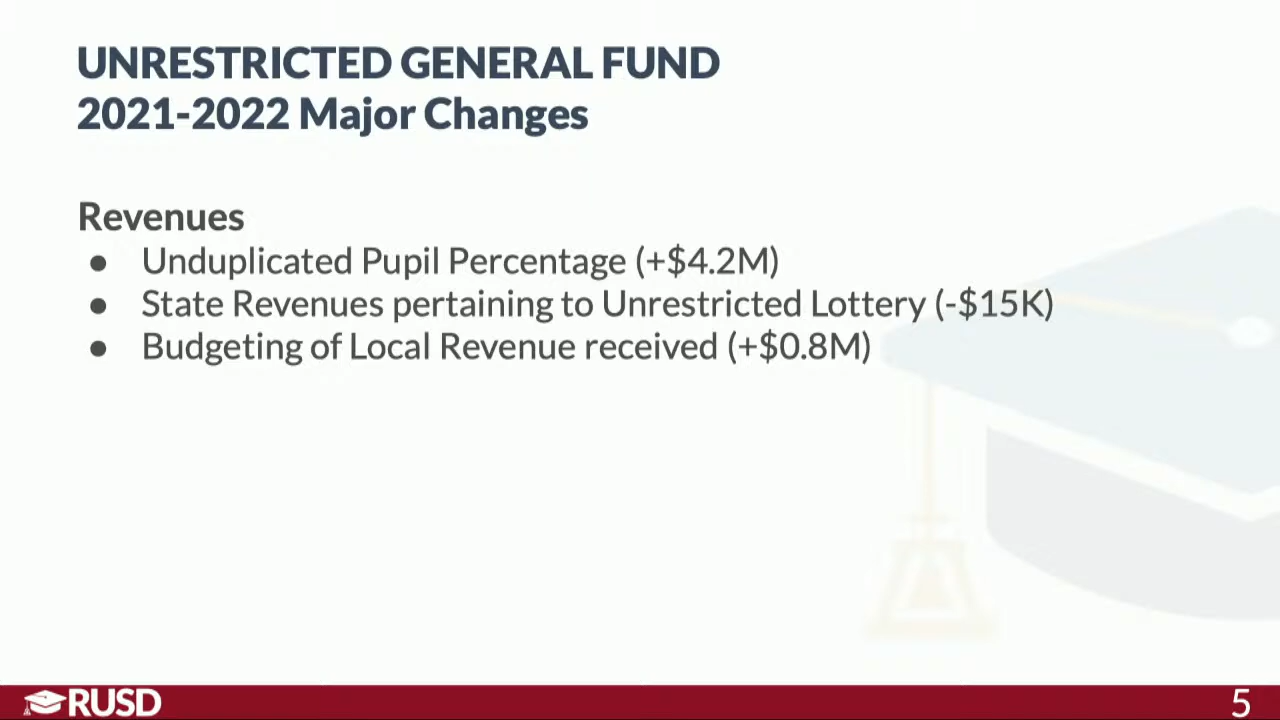 UNRESTRICTED GENERAL FUND
2021-2022 Major Changes
Revenues
● Unduplicated Pupil Percentage (+$4.2M)
● State Revenues pertaining to Unrestricted Lottery (-$15K)
● Budgeting of Local Revenue received (+$0.8M)
RUSD
5